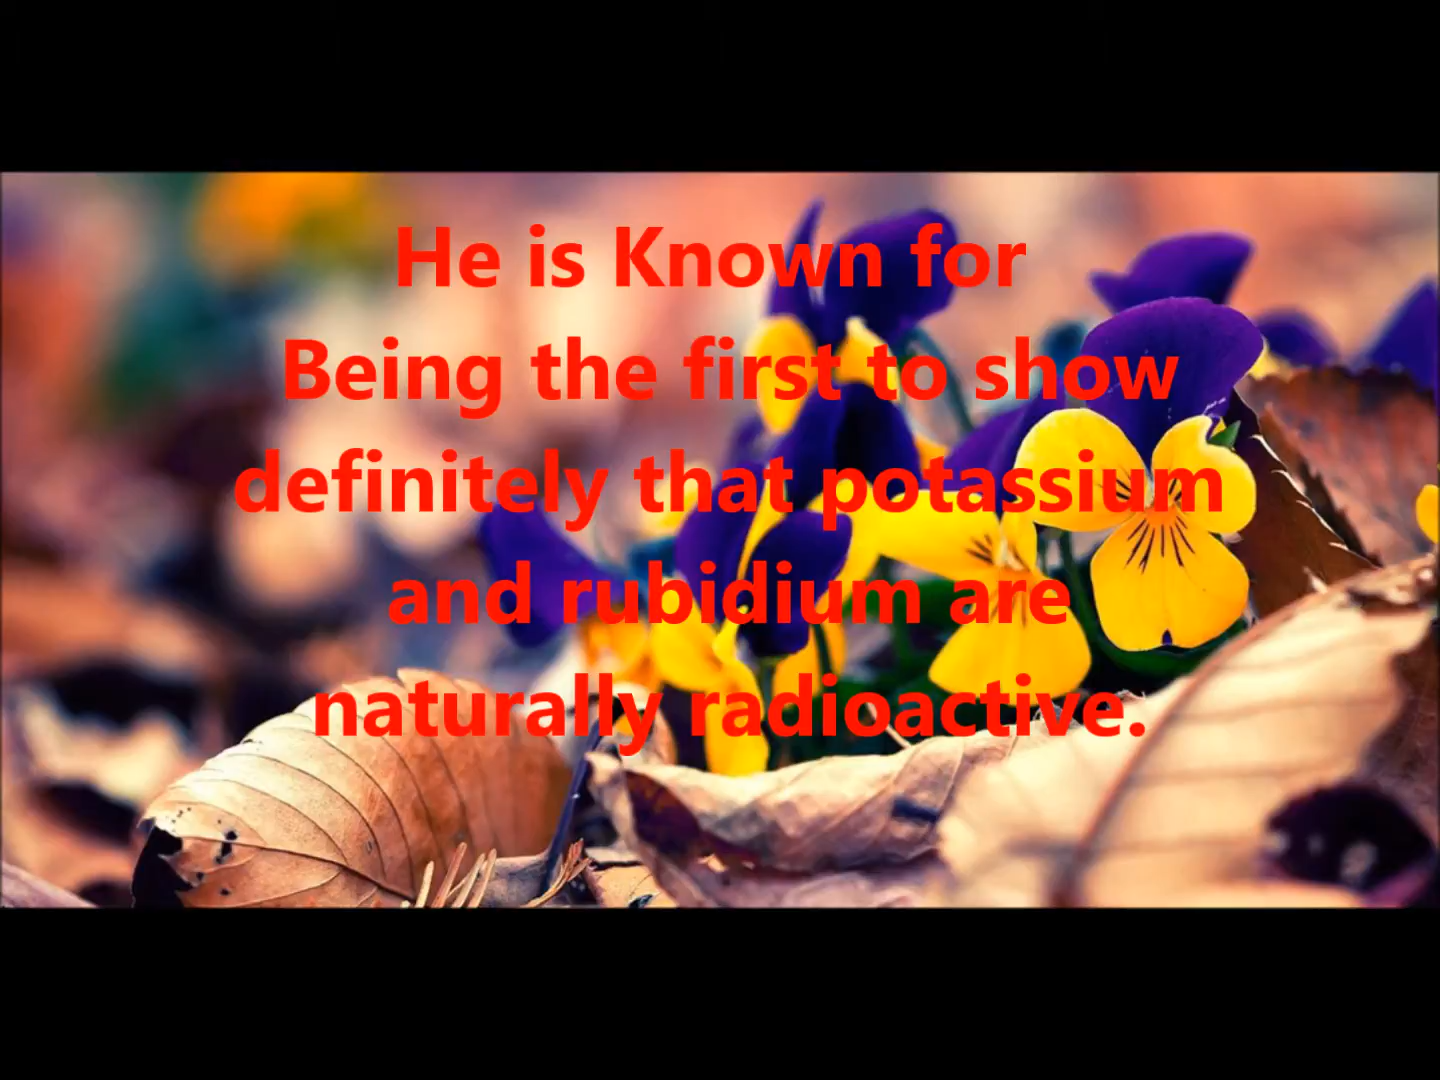 He is Known for
Being the first to show
definitely that potassium
and rubidium are
naturally radioactive.